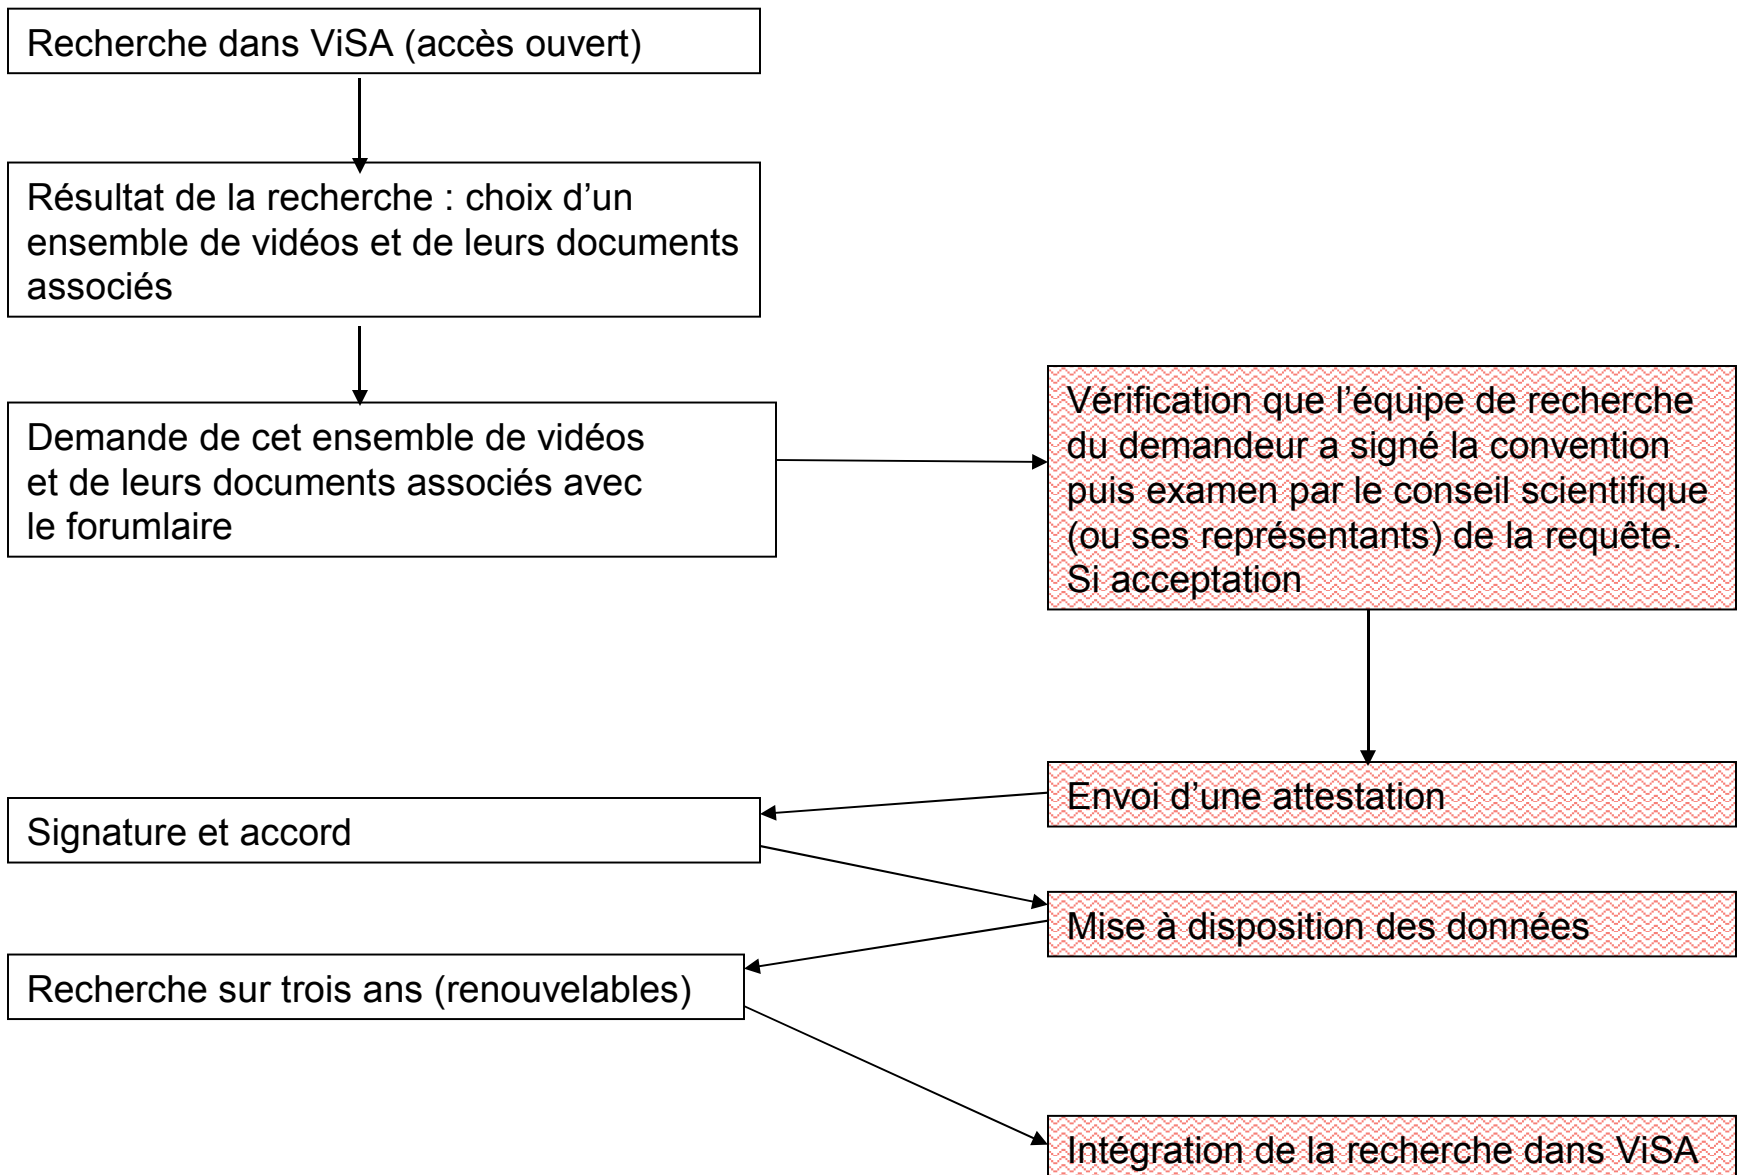 Recherche dans ViSA (accès ouvert)
Résultat de la recherche : choix d’un
ensemble de vidéos et de leurs documents
associés
Demande de cet ensemble de vidéos
et de leurs documents associés avec
le forumlaire
Vérification que l’équipe de recherche
du demandeur a signé la convention
puis examen par le conseil scientifique
(ou ses représentants) de la requête.
Si acceptation
Envoi d’une attestation
Signature et accord
Mise à disposition des données
Recherche sur trois ans (renouvelables)
Intégration de la recherche dans ViSA